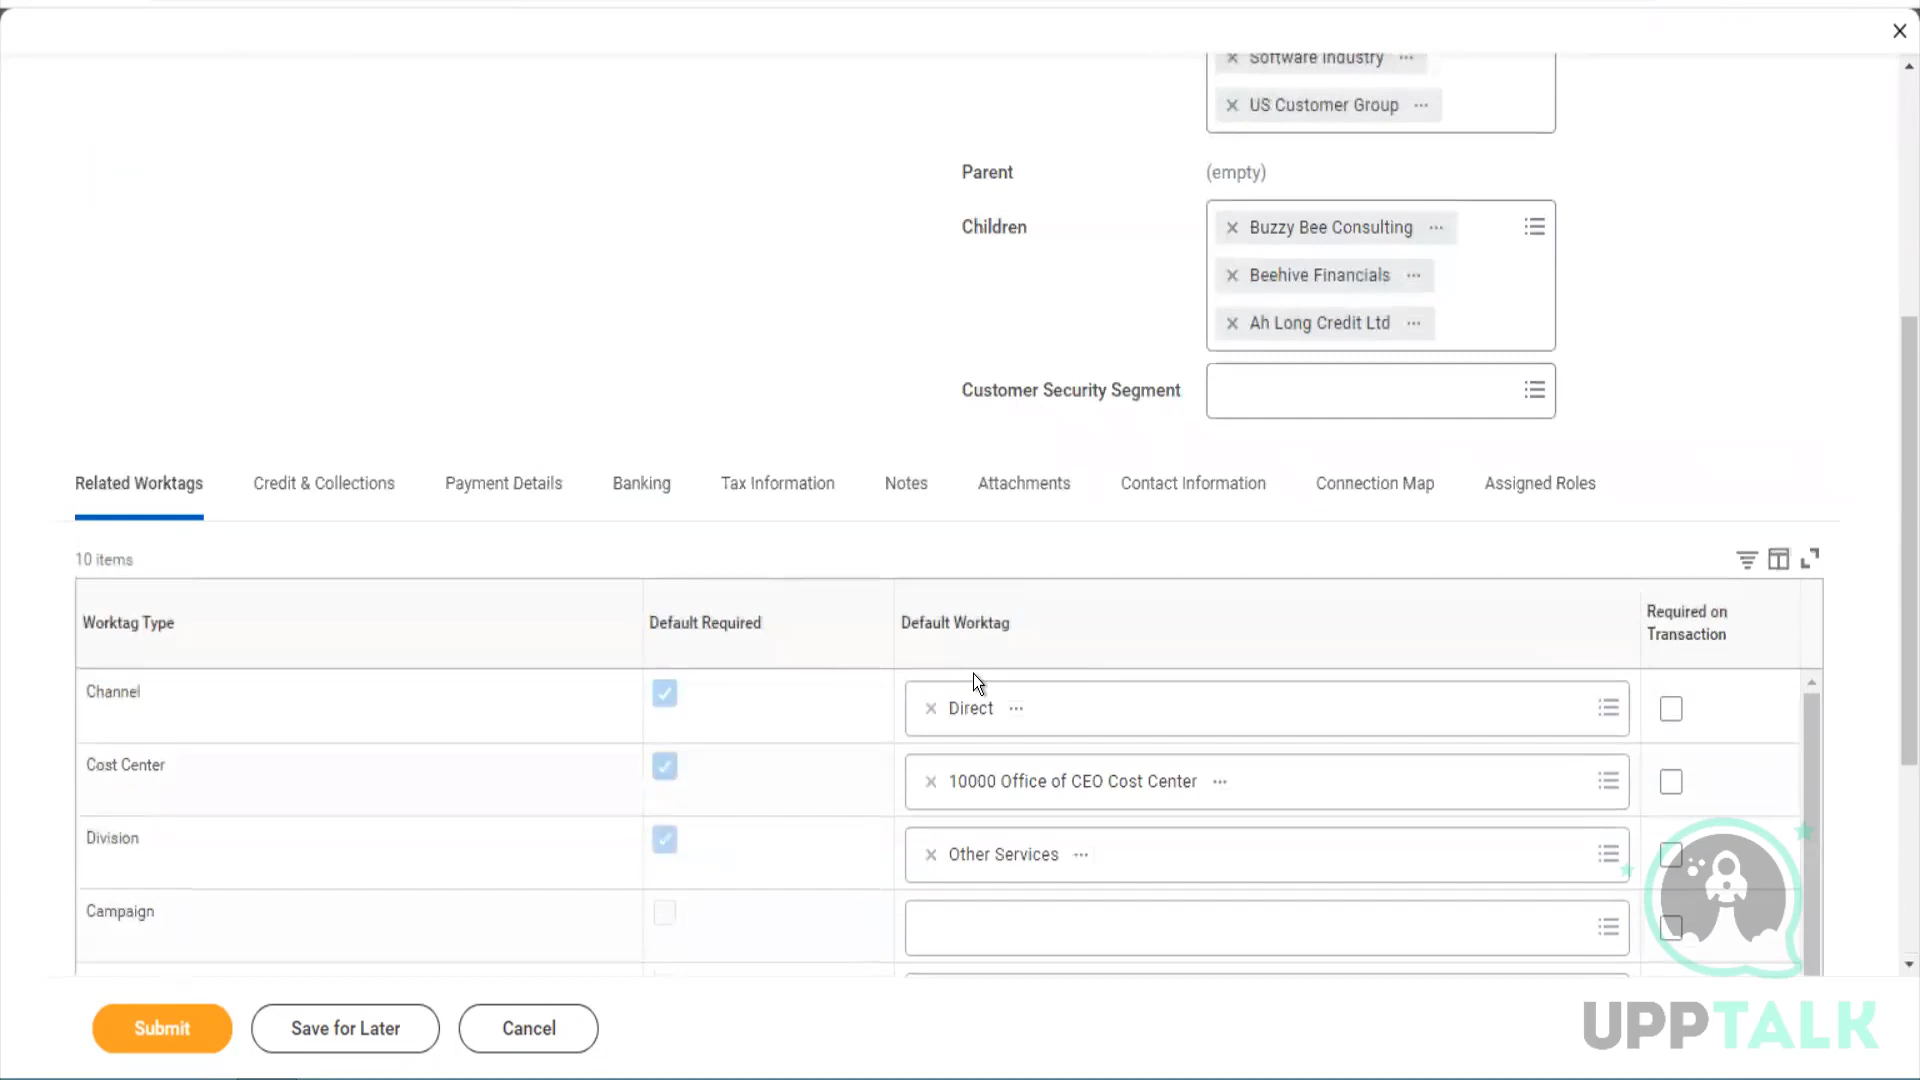 Software Industry
US Customer Group
Parent (empty)
Children Buzzy Bee Consulting
Beehive Financials
Ah Long Credit Ltd
Customer Security Segment
Related Worktags Credit & Collections Payment Details Banking Tax Information Notes Attachments Contact Information Connection Map Assigned Roles
10 items
Worktag Type Default Required Default Worktag Required on
Transaction
Channel Direct
Cost Center 10000 Office of CEO Cost Center
Division Other Services
Campaign
Submit Save for Later Cancel
UPPTALK